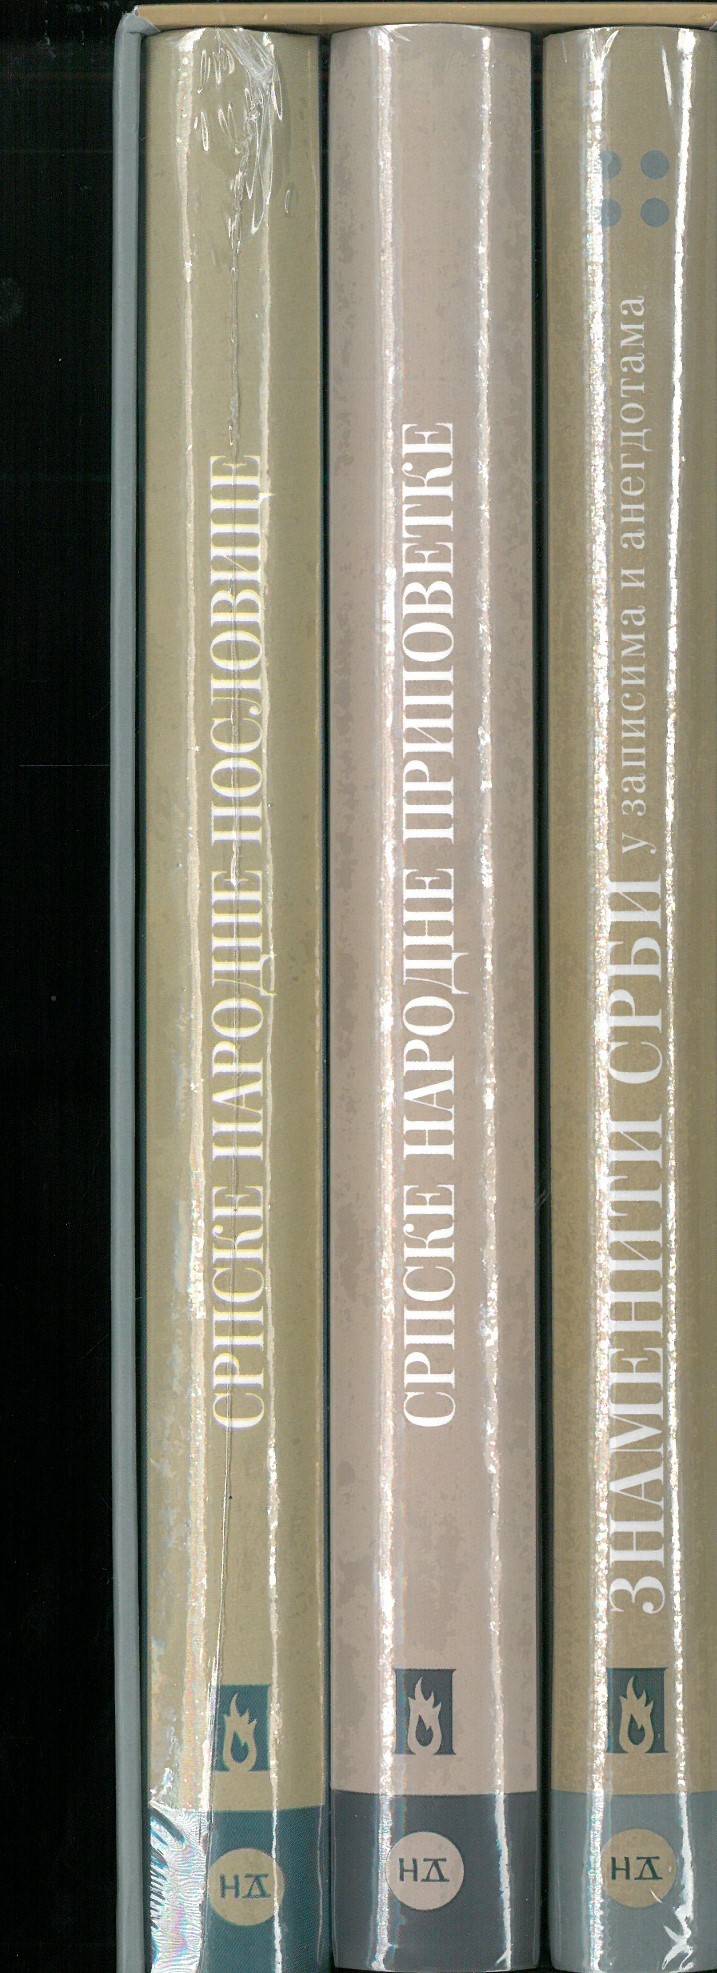 СРПСКЕ НАРОДНЕ ПОСЛОВИЦЕ
НД
СРПСКЕ НАРОДНЕ ПРИПОВЕТКЕ
НД
ЗНАМЕНИТИ СРБИ у записима и анегдотама
НД